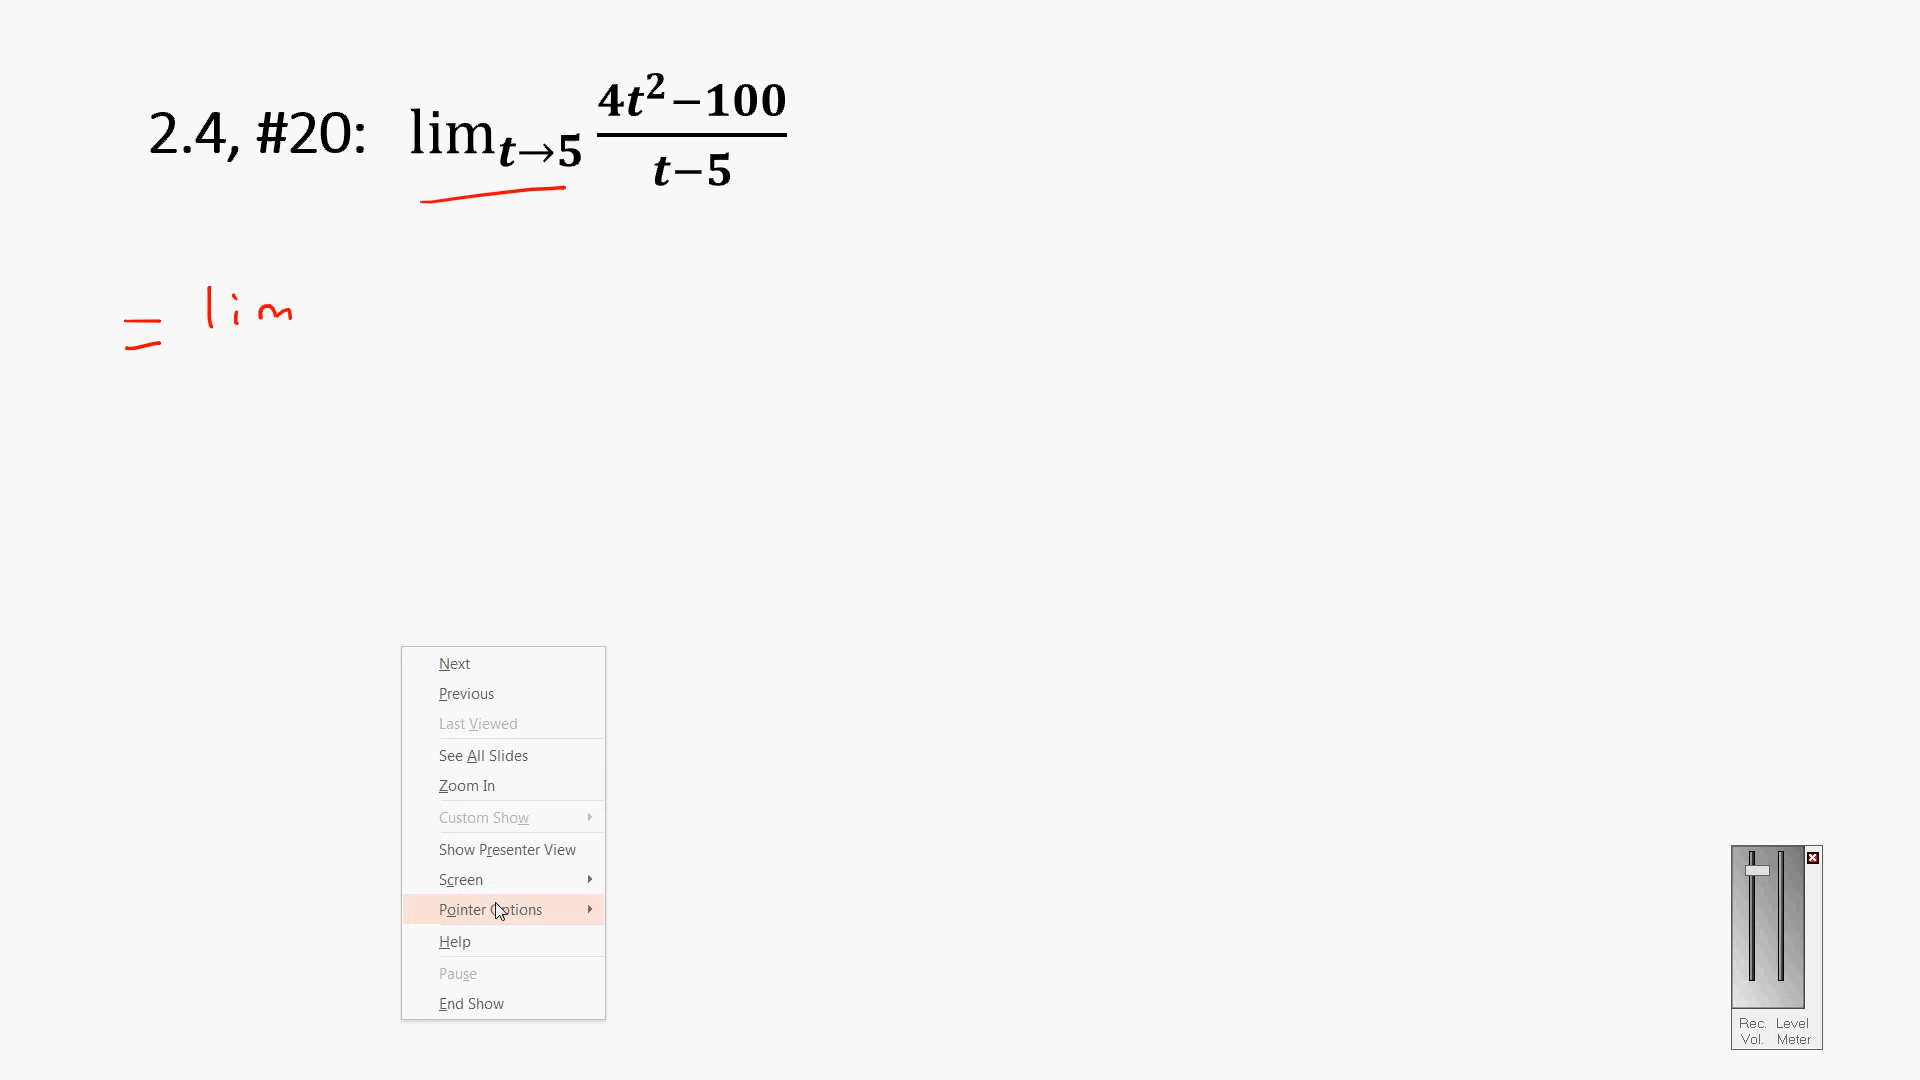 2.4, #20: lim_{t→5} \frac{4t^2-100}{t-5}
= lim
Next
Previous
Last Viewed
See All Slides
Zoom In
Custom Show
Show Presenter View
Screen
Pointer Options
Help
Pause
End Show
Rec. Level
Vol. Meter